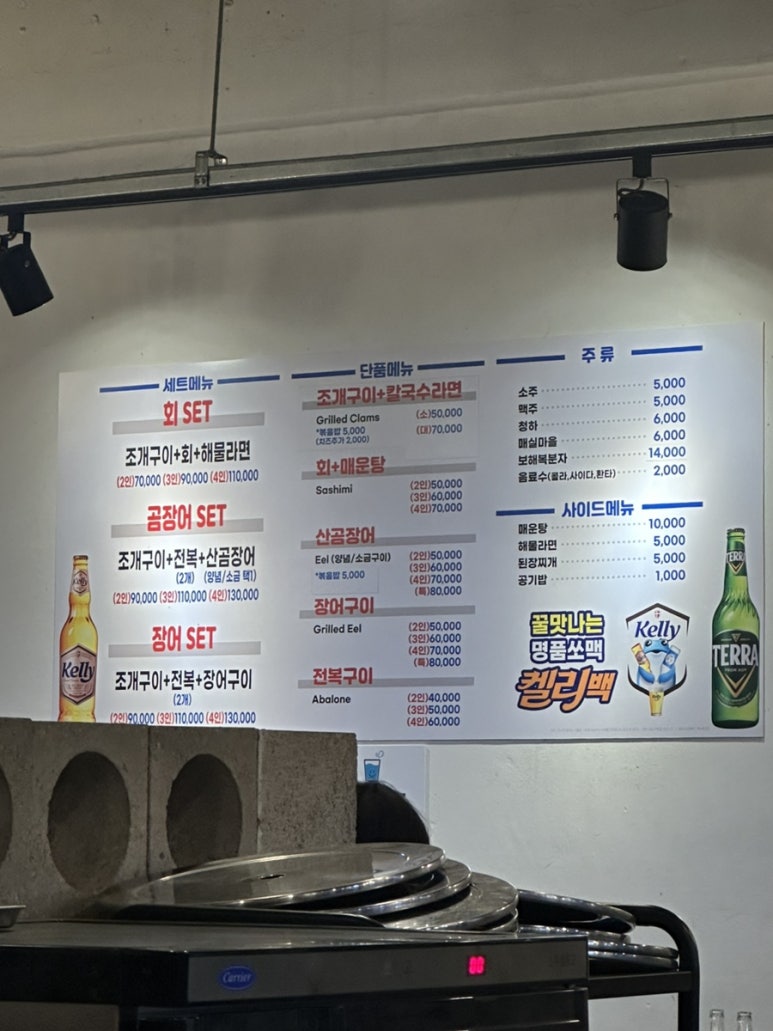 세트메뉴
회 SET
조개구이+회+해물라면
(2인)70,000 (3인)90,000 (4인)110,000
곰장어 SET
조개구이+전복+산곰장어
(2개) (양념/소금 택1)
(2인)90,000 (3인)110,000 (4인)130,000
장어 SET
조개구이+전복+장어구이
(2개)
(2인)90,000 (3인)110,000 (4인)130,000
단품메뉴
조개구이+칼국수라면
Grilled Clams (소)50,000
*볶음밥 5,000 (대)70,000
(치즈추가 2,000)
회+매운탕
Sashimi (2인)50,000
(3인)60,000
(4인)70,000
산곰장어
Eel (양념/소금구이) (2인)50,000
*볶음밥 5,000 (3인)60,000
(4인)70,000
(특)80,000
장어구이
Grilled Eel (2인)50,000
(3인)60,000
(4인)70,000
(특)80,000
전복구이
Abalone (2인)40,000
(3인)50,000
(4인)60,000
주류
소주 5,000
맥주 5,000
청하 6,000
매실마을 6,000
보해복분자 14,000
음료수(콜라,사이다,환타) 2,000
사이드메뉴
매운탕 10,000
해물라면 5,000
된장찌개 5,000
공기밥 1,000
꿀맛나는
명품쏘맥
켈리백
Kelly
Kelly
TERRA
TERRA
Carrier